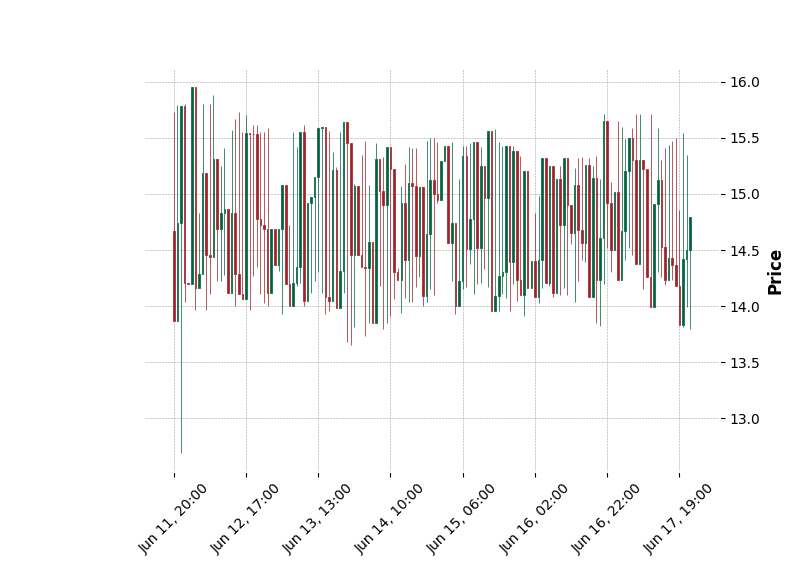 16.0
15.5
15.0
14.5
14.0
13.5
13.0
Price
Jun 11, 20:00
Jun 12, 17:00
Jun 13, 13:00
Jun 14, 10:00
Jun 15, 06:00
Jun 16, 02:00
Jun 16, 22:00
Jun 17, 19:00